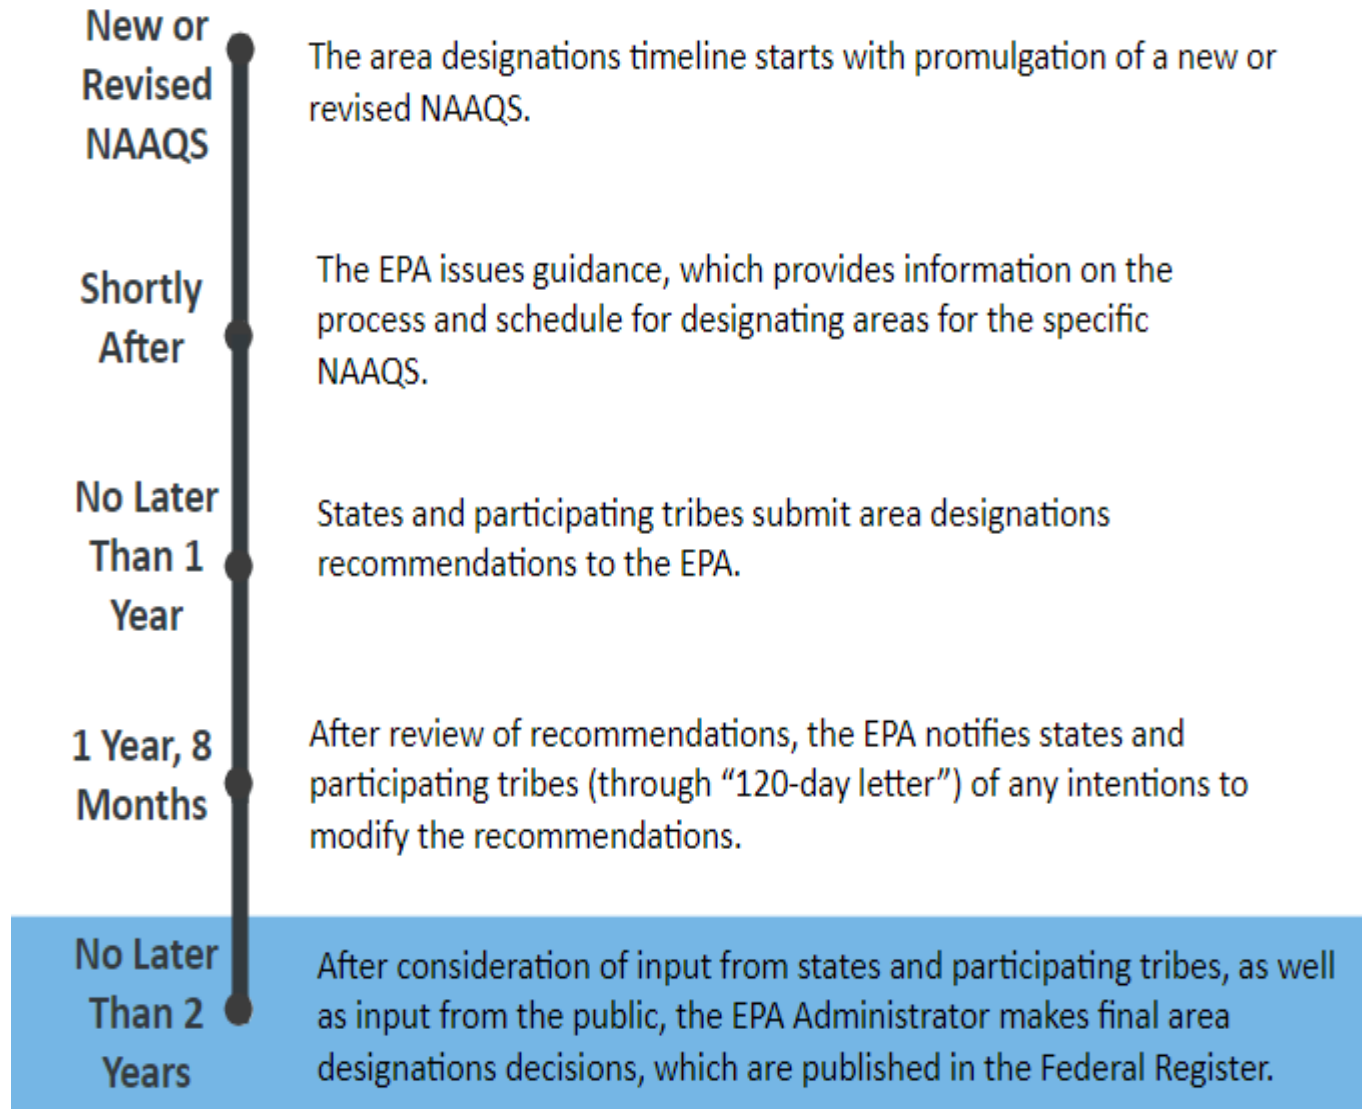 New or
Revised
NAAQS
The area designations timeline starts with promulgation of a new or
revised NAAQS.
Shortly
After
The EPA issues guidance, which provides information on the
process and schedule for designating areas for the specific
NAAQS.
No Later
Than 1
Year
States and participating tribes submit area designations
recommendations to the EPA.
1 Year, 8
Months
After review of recommendations, the EPA notifies states and
participating tribes (through “120-day letter”) of any intentions to
modify the recommendations.
No Later
Than 2
Years
After consideration of input from states and participating tribes, as well
as input from the public, the EPA Administrator makes final area
designations decisions, which are published in the Federal Register.